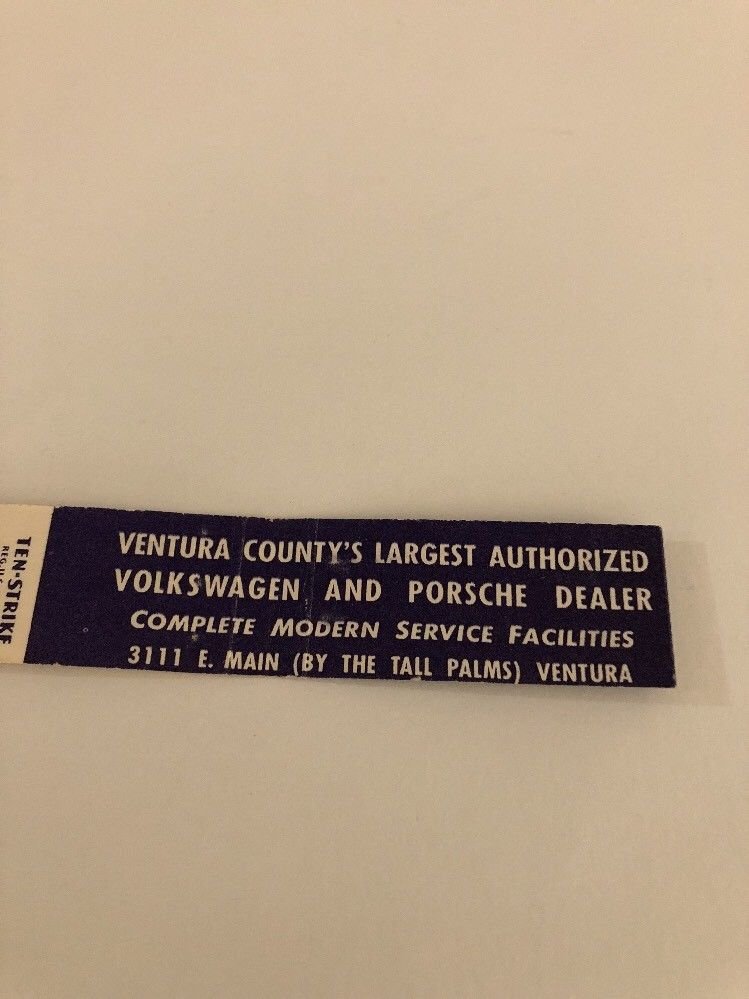 VENTURA COUNTY'S LARGEST AUTHORIZED
VOLKSWAGEN AND PORSCHE DEALER
COMPLETE MODERN SERVICE FACILITIES
3111 E. MAIN (BY THE TALL PALMS) VENTURA
TEN-STRIKE
REG. U.S.